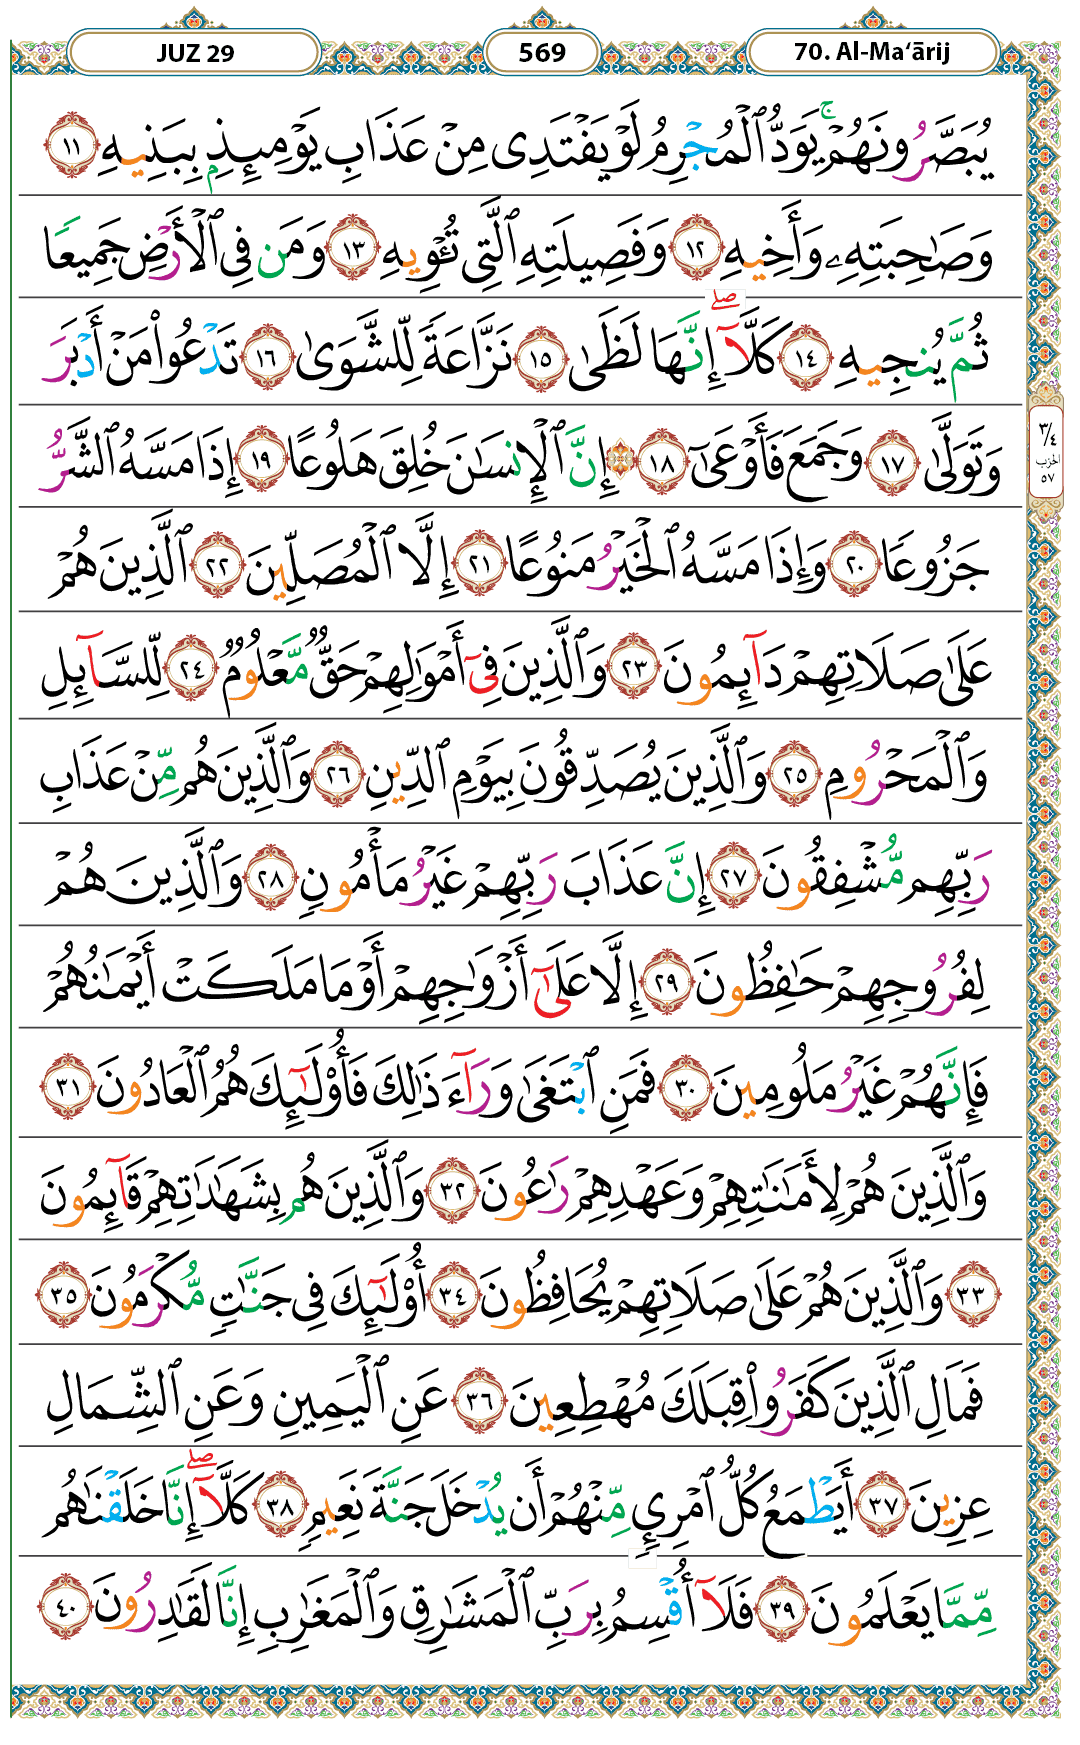 JUZ 29 569 70. Al-Ma‘ārij
يُبَصَّرُونَهُمْ ۚ يَوَدُّ ٱلْمُجْرِمُ لَوْ يَفْتَدِى مِنْ عَذَابِ يَوْمِئِذٍۭ بِبَنِيهِ ١١
وَصَـٰحِبَتِهِۦ وَأَخِيهِ ١٢ وَفَصِيلَتِهِ ٱلَّتِى تُـْٔوِيهِ ١٣ وَمَن فِى ٱلْأَرْضِ جَمِيعًا
ثُمَّ يُنجِيهِ ١٤ كَلَّآ ۖ إِنَّهَا لَظَىٰ ١٥ نَزَّاعَةً لِّلشَّوَىٰ ١٦ تَدْعُوا۟ مَنْ أَدْبَرَ
وَتَوَلَّىٰ ١٧ وَجَمَعَ فَأَوْعَىٰٓ ١٨ ۞ إِنَّ ٱلْإِنسَـٰنَ خُلِقَ هَلُوعًا ١٩ إِذَا مَسَّهُ ٱلشَّرُّ
٣/٤
الحزب
٥٧
جَزُوعًا ٢٠ وَإِذَا مَسَّهُ ٱلْخَيْرُ مَنُوعًا ٢١ إِلَّا ٱلْمُصَلِّينَ ٢٢ ٱلَّذِينَ هُمْ
عَلَىٰ صَلَاتِهِمْ دَآئِمُونَ ٢٣ وَٱلَّذِينَ فِىٓ أَمْوَٰلِهِمْ حَقٌّ مَّعْلُومٌ ٢٤ لِّلسَّآئِلِ
وَٱلْمَحْرُومِ ٢٥ وَٱلَّذِينَ يُصَدِّقُونَ بِيَوْمِ ٱلدِّينِ ٢٦ وَٱلَّذِينَ هُم مِّنْ عَذَابِ
رَبِّهِم مُّشْفِقُونَ ٢٧ إِنَّ عَذَابَ رَبِّهِمْ غَيْرُ مَأْمُونٍ ٢٨ وَٱلَّذِينَ هُمْ
لِفُرُوجِهِمْ حَـٰفِظُونَ ٢٩ إِلَّا عَلَىٰٓ أَزْوَٰجِهِمْ أَوْ مَا مَلَكَتْ أَيْمَـٰنُهُمْ
فَإِنَّهُمْ غَيْرُ مَلُومِينَ ٣٠ فَمَنِ ٱبْتَغَىٰ وَرَآءَ ذَٰلِكَ فَأُو۟لَـٰٓئِكَ هُمُ ٱلْعَادُونَ ٣١
وَٱلَّذِينَ هُمْ لِأَمَـٰنَـٰتِهِمْ وَعَهْدِهِمْ رَٰعُونَ ٣٢ وَٱلَّذِينَ هُم بِشَهَـٰدَٰتِهِمْ قَآئِمُونَ
٣٣ وَٱلَّذِينَ هُمْ عَلَىٰ صَلَاتِهِمْ يُحَافِظُونَ ٣٤ أُو۟لَـٰٓئِكَ فِى جَنَّـٰتٍ مُّكْرَمُونَ ٣٥
فَمَالِ ٱلَّذِينَ كَفَرُوا۟ قِبَلَكَ مُهْطِعِينَ ٣٦ عَنِ ٱلْيَمِينِ وَعَنِ ٱلشِّمَالِ
عِزِينَ ٣٧ أَيَطْمَعُ كُلُّ ٱمْرِئٍ مِّنْهُمْ أَن يُدْخَلَ جَنَّةَ نَعِيمٍ ٣٨ كَلَّآ ۖ إِنَّا خَلَقْنَـٰهُم
مِّمَّا يَعْلَمُونَ ٣٩ فَلَآ أُقْسِمُ بِرَبِّ ٱلْمَشَـٰرِقِ وَٱلْمَغَـٰرِبِ إِنَّا لَقَـٰدِرُونَ ٤٠